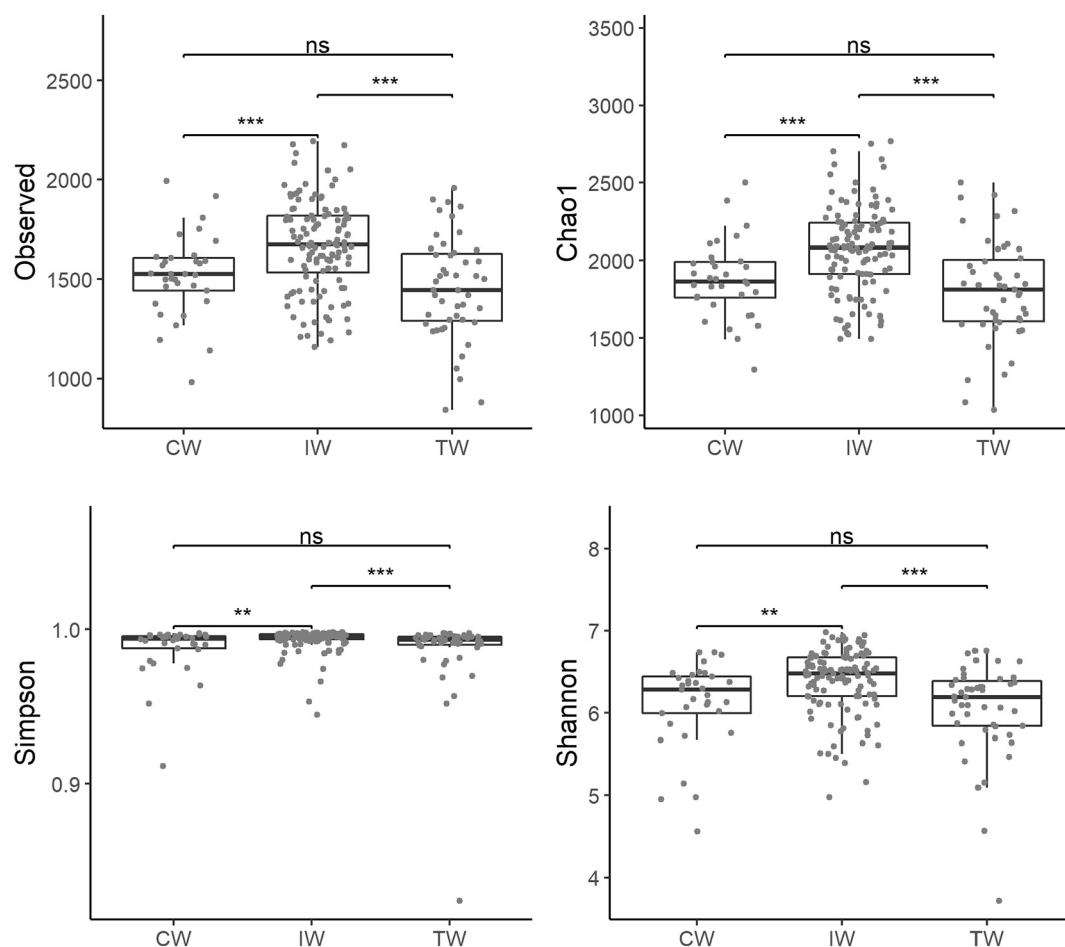 ns
***
***
2500
2000
1500
1000
Observed
CW IW TW
ns
***
***
3500
3000
2500
2000
1500
1000
Chao1
CW IW TW
ns
***
**
1.0
0.9
Simpson
CW IW TW
ns
***
**
8
7
6
5
4
Shannon
CW IW TW